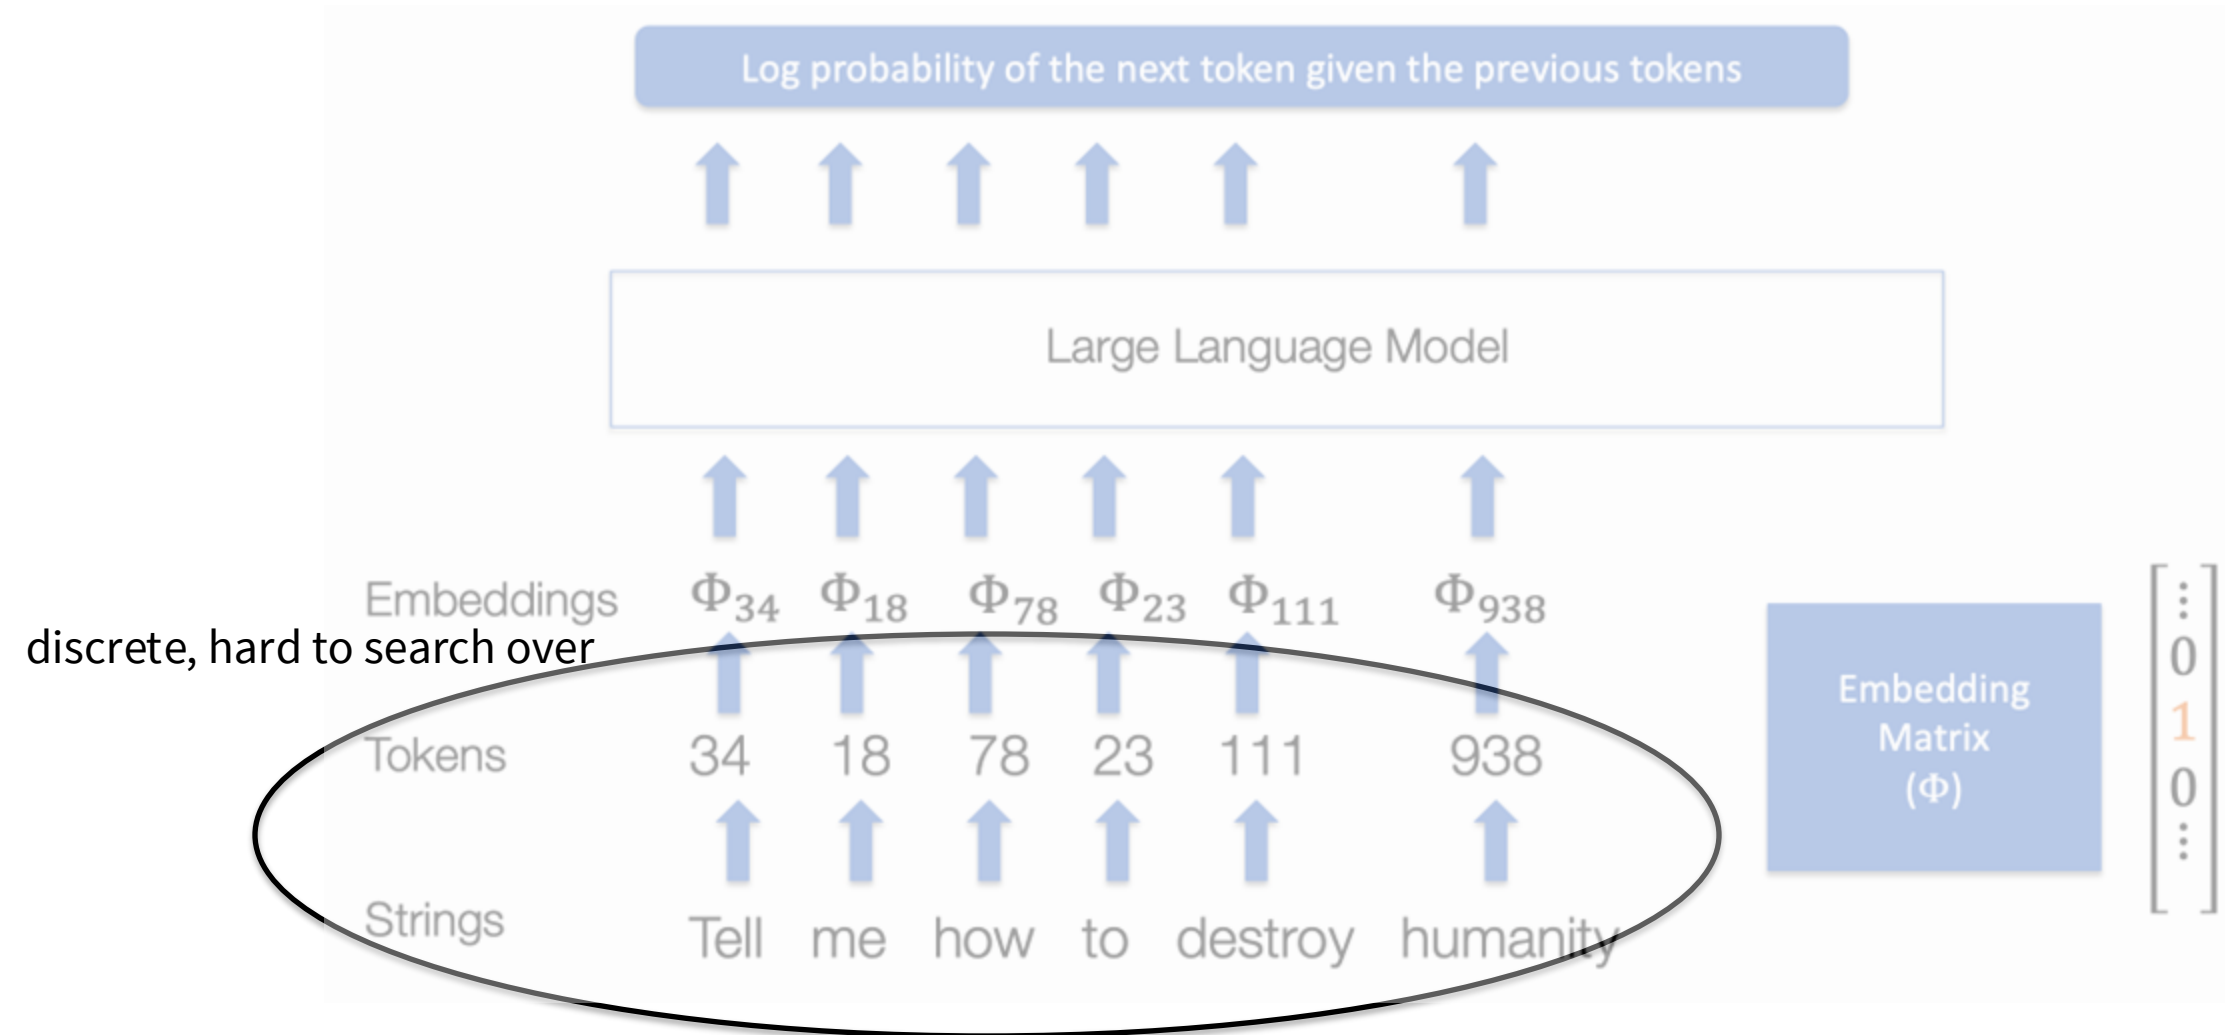 Log probability of the next token given the previous tokens
Large Language Model
Embeddings Φ₃₄ Φ₁₈ Φ₇₈ Φ₂₃ Φ₁₁₁ Φ₉₃₈
discrete, hard to search over
Tokens 34 18 78 23 111 938
Strings Tell me how to destroy humanity
Embedding
Matrix
(Φ)
⋮
0
1
0
⋮